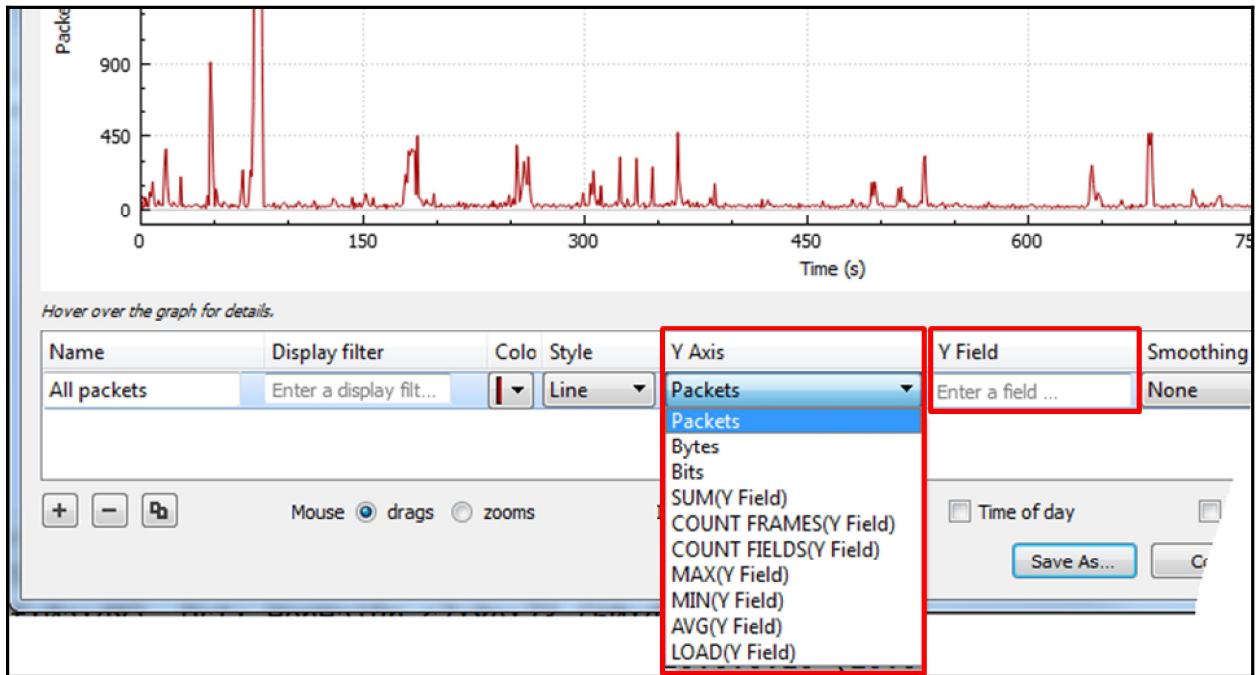 900
450
0
0 150 300 450 600
Time (s)
Hover over the graph for details.
Name Display filter Colo Style Y Axis Y Field Smoothing
All packets Enter a display filt... Line Packets Enter a field ... None
Packets
Bytes
Bits
SUM(Y Field)
COUNT FRAMES(Y Field)
COUNT FIELDS(Y Field)
MAX(Y Field)
MIN(Y Field)
AVG(Y Field)
LOAD(Y Field)
+ − Mouse drags zooms Time of day
Save As...